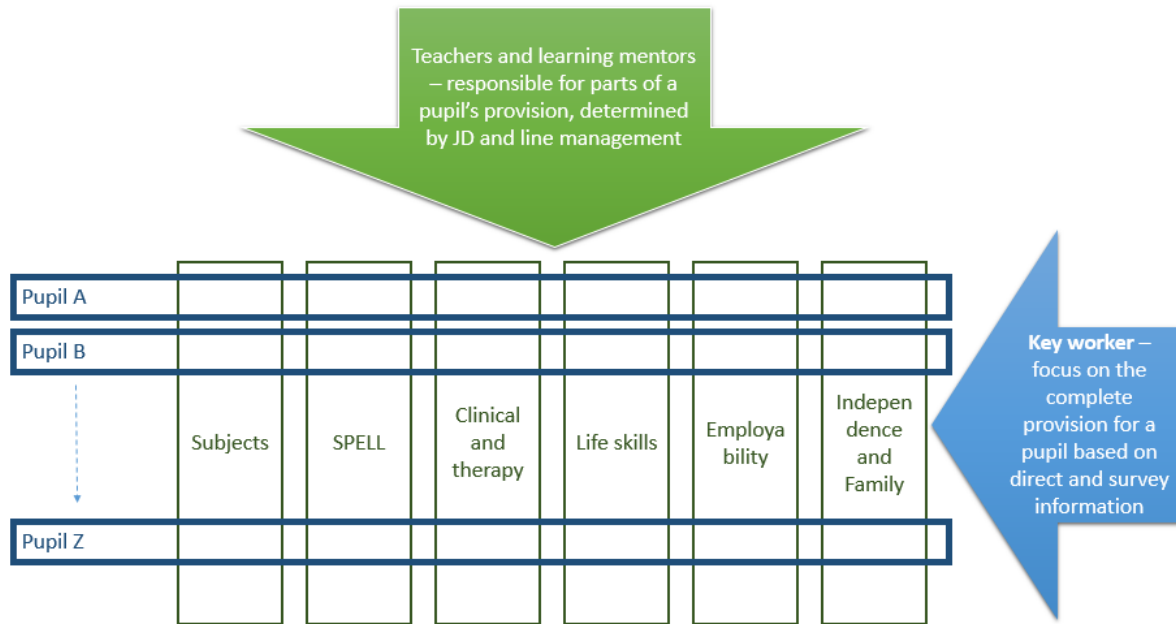 Teachers and learning mentors
– responsible for parts of a
pupil's provision, determined
by JD and line management
Pupil A
Pupil B
Pupil Z
Subjects
SPELL
Clinical
and
therapy
Life skills
Employa
bility
Indepen
dence
and
Family
Key worker –
focus on the
complete
provision for a
pupil based on
direct and survey
information